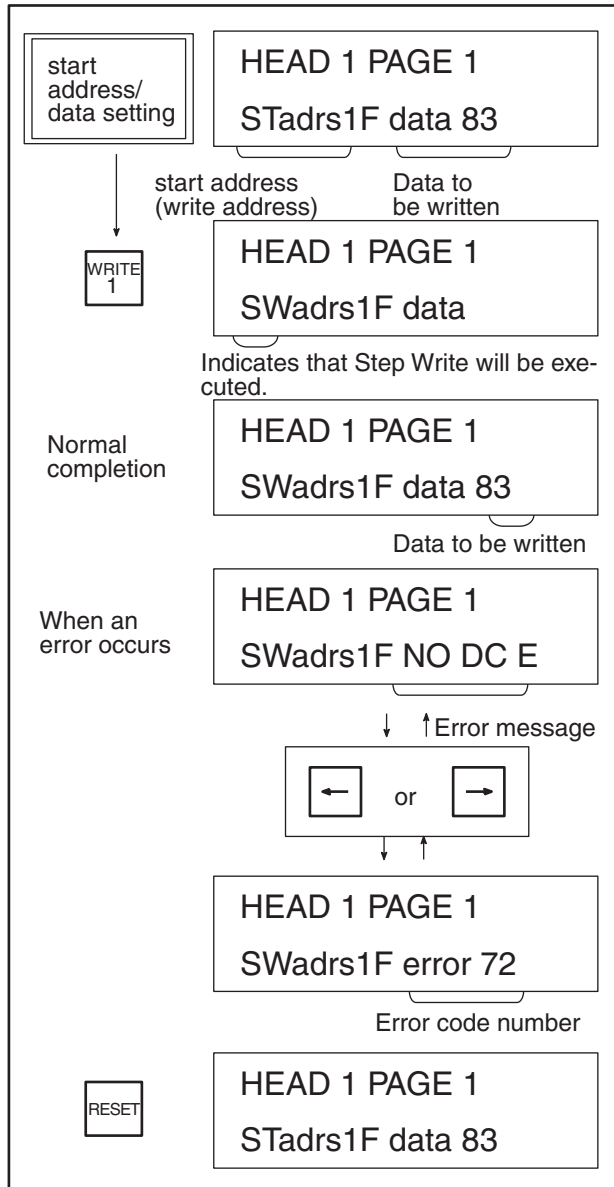 start
address/
data setting
HEAD 1 PAGE 1
STadrs1F data 83
start address
(write address)
Data to
be written
WRITE
1
HEAD 1 PAGE 1
SWadrs1F data
Indicates that Step Write will be exe-
cuted.
Normal
completion
HEAD 1 PAGE 1
SWadrs1F data 83
Data to be written
When an
error occurs
HEAD 1 PAGE 1
SWadrs1F NO DC E
Error message
or
HEAD 1 PAGE 1
SWadrs1F error 72
Error code number
RESET
HEAD 1 PAGE 1
STadrs1F data 83